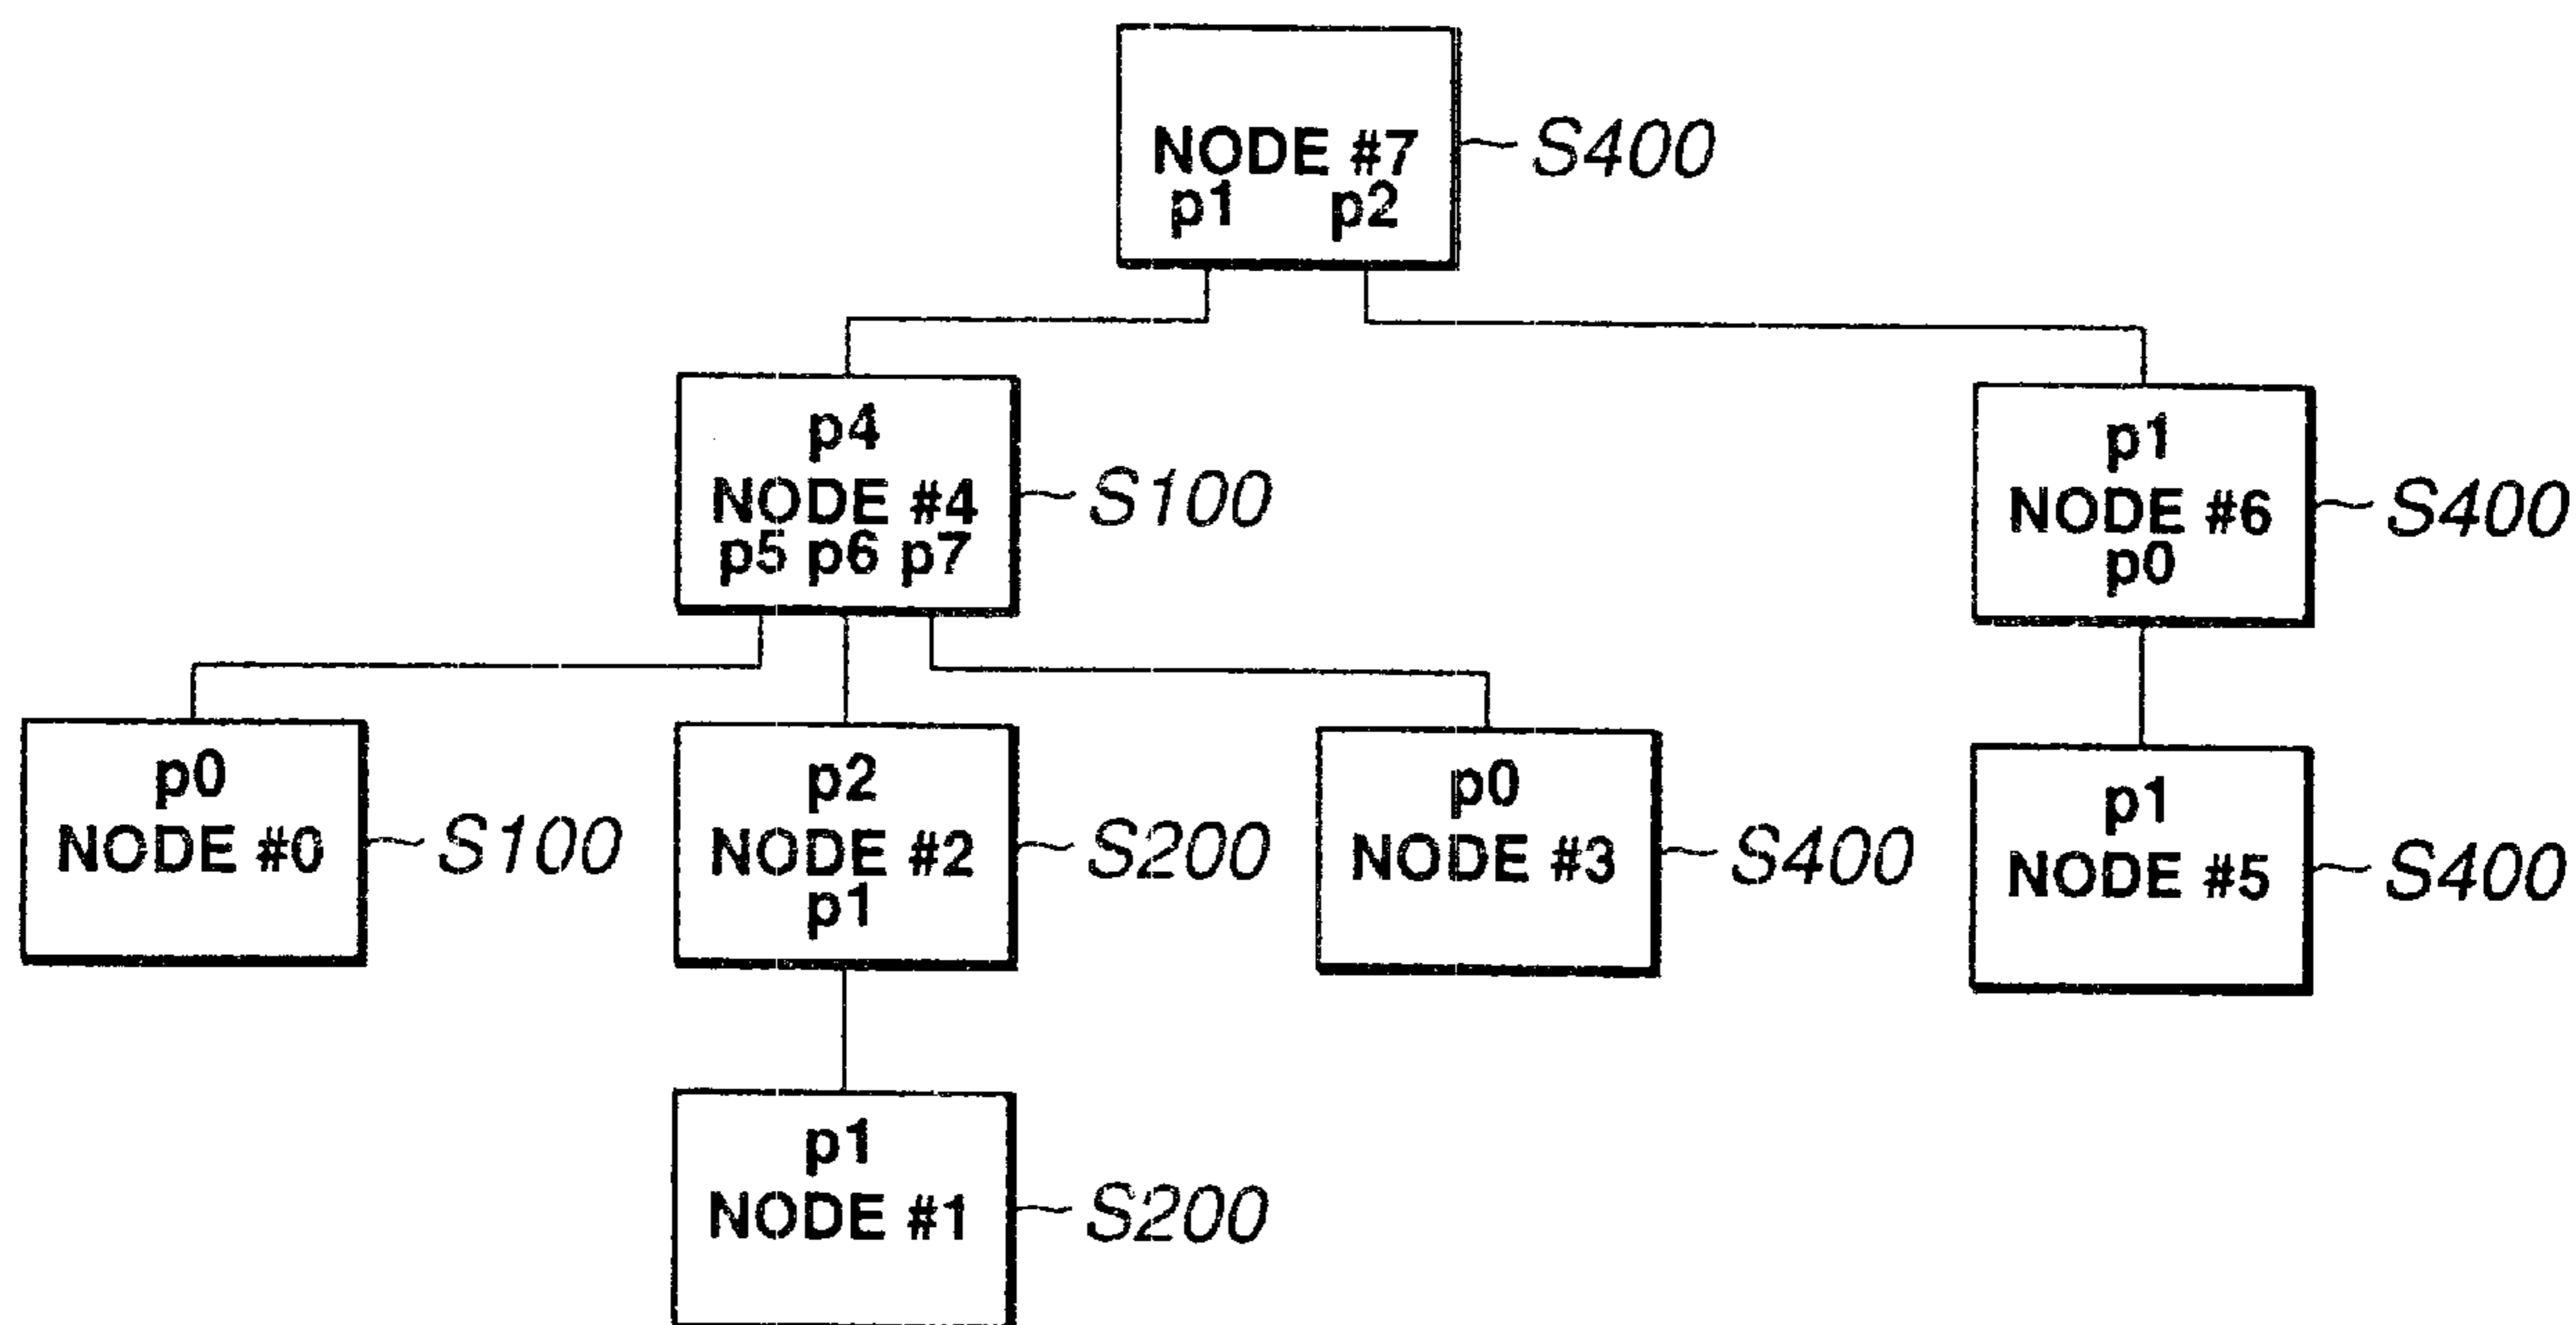 NODE #7
p1 p2
S400
p4
NODE #4
p5 p6 p7
S100
p1
NODE #6
p0
S400
p0
NODE #0
S100
p2
NODE #2
p1
S200
p0
NODE #3
S400
p1
NODE #5
S400
p1
NODE #1
S200